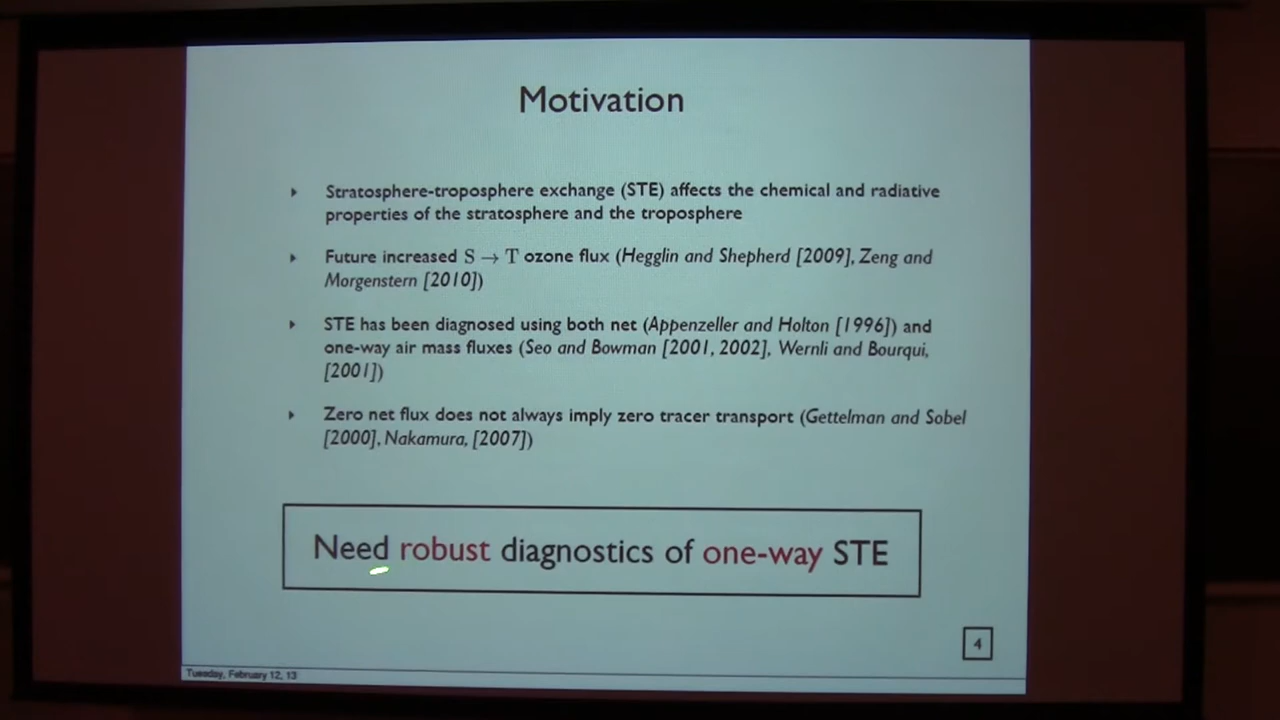 Motivation
Stratosphere-troposphere exchange (STE) affects the chemical and radiative
properties of the stratosphere and the troposphere
Future increased S → T ozone flux (Hegglin and Shepherd [2009], Zeng and
Morgenstern [2010])
STE has been diagnosed using both net (Appenzeller and Holton [1996]) and
one-way air mass fluxes (Seo and Bowman [2001, 2002], Wernli and Bourqui,
[2001])
Zero net flux does not always imply zero tracer transport (Gettelman and Sobel
[2000], Nakamura, [2007])
Need robust diagnostics of one-way STE
4
Tuesday, February 12, 13